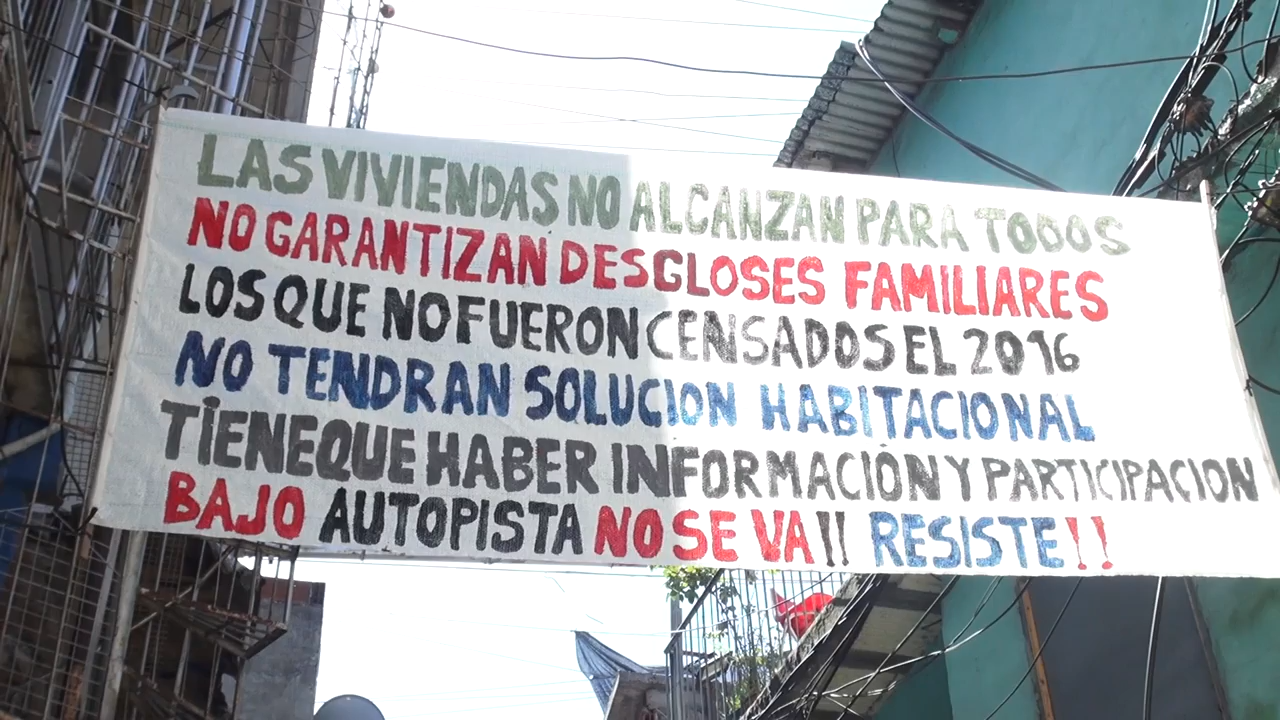 LAS VIVIENDAS NO ALCANZAN PARA TODOS
NO GARANTIZAN DESGLOSES FAMILIARES
LOS QUE NO FUERON CENSADOS EL 2016
NO TENDRAN SOLUCION HABITACIONAL
TIENE QUE HABER INFORMACIÓN Y PARTICIPACION
BAJO AUTOPISTA NO SE VA!! RESISTE!!